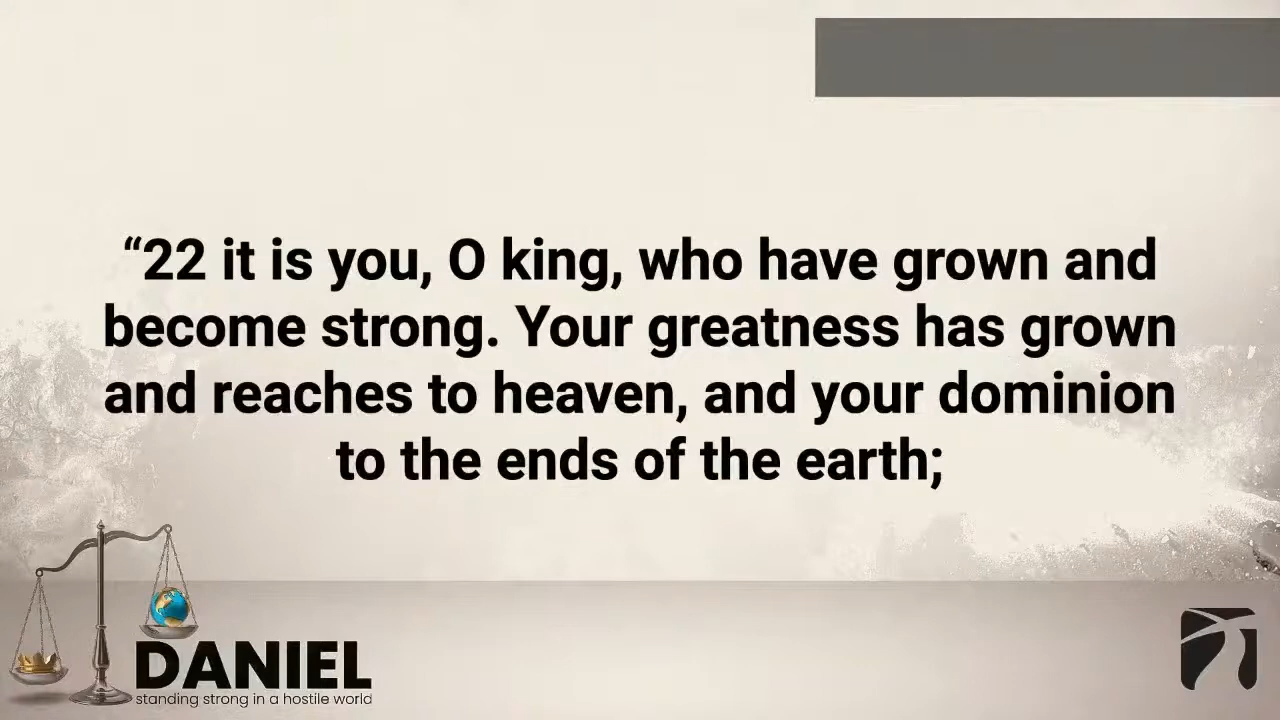 “22 it is you, O king, who have grown and
become strong. Your greatness has grown
and reaches to heaven, and your dominion
to the ends of the earth;
DANIEL
standing strong in a hostile world